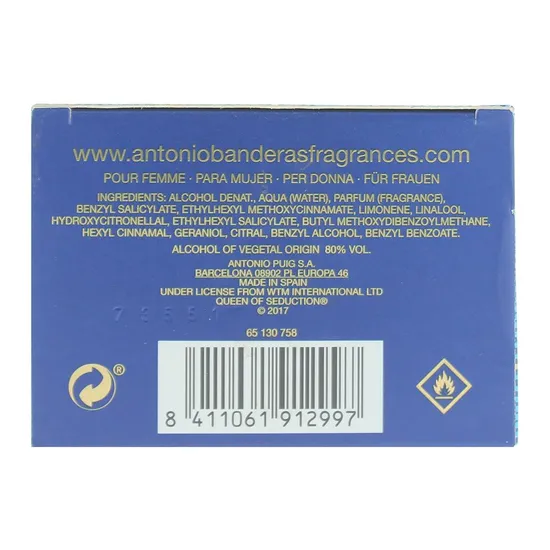 www.antoniobanderasfragrances.com
POUR FEMME - PARA MUJER - PER DONNA - FÜR FRAUEN
INGREDIENTS: ALCOHOL DENAT., AQUA (WATER), PARFUM (FRAGRANCE),
BENZYL SALICYLATE, ETHYLHEXYL METHOXYCINNAMATE, LIMONENE, LINALOOL,
HYDROXYCITRONELLAL, ETHYLHEXYL SALICYLATE, BUTYL METHOXYDIBENZOYLMETHANE,
HEXYL CINNAMAL, GERANIOL, CITRAL, BENZYL ALCOHOL, BENZYL BENZOATE.
ALCOHOL OF VEGETAL ORIGIN 80% VOL.
ANTONIO PUIG S.A.
BARCELONA 08902 PL EUROPA 46
MADE IN SPAIN
UNDER LICENSE FROM WTM INTERNATIONAL LTD
QUEEN OF SEDUCTION®
© 2017
65 130 758
®
8 411061 912997